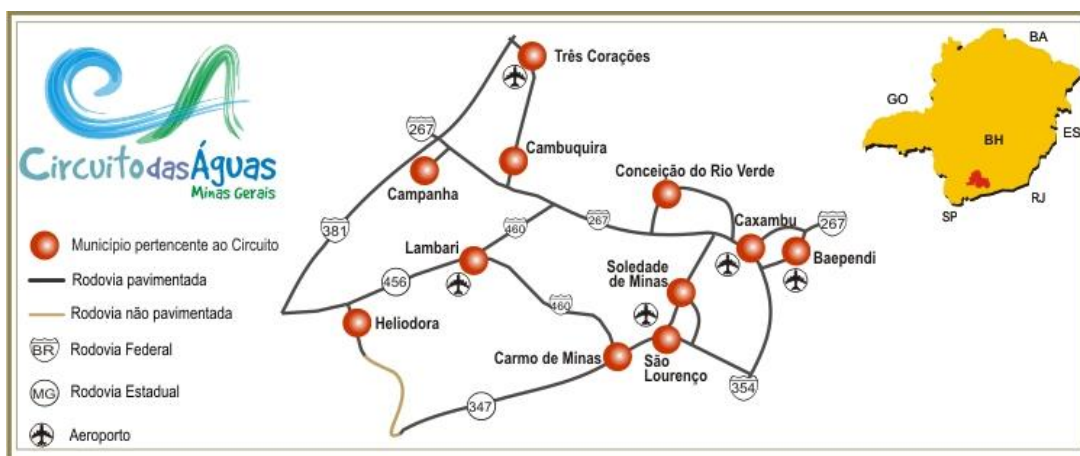 Circuito das Águas
Minas Gerais
Município pertencente ao Circuito
Rodovia pavimentada
Rodovia não pavimentada
BR Rodovia Federal
MG Rodovia Estadual
Aeroporto
Três Corações
267
Cambuquira
Campanha
Conceição do Rio Verde
381
460
267
Caxambu
267
Lambari
Baependi
456
Soledade
de Minas
460
Heliodora
Carmo de Minas
São
Lourenço
354
347
BA
GO
ES
BH
RJ
SP